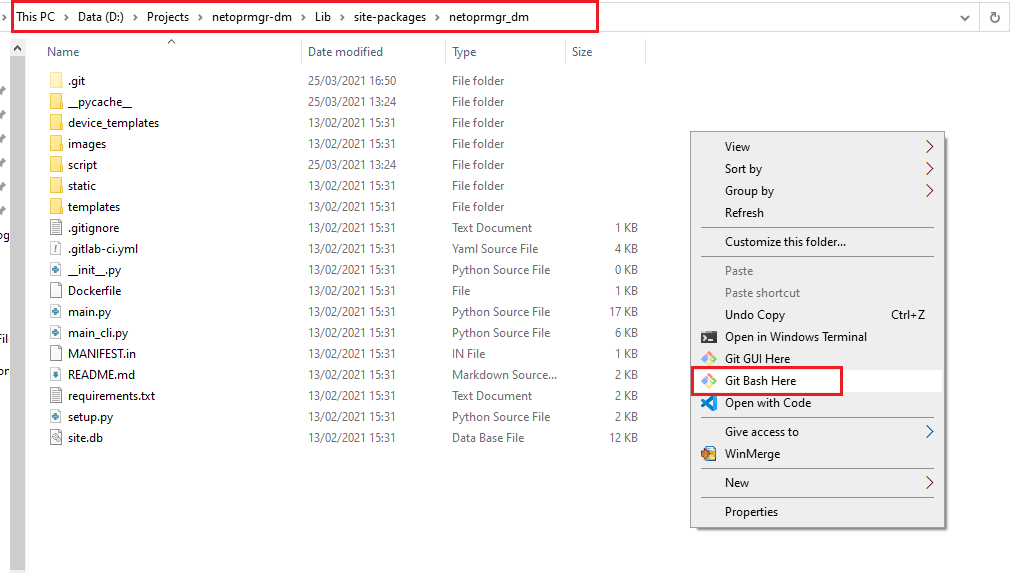 This PC > Data (D:) > Projects > netoprmgr-dm > Lib > site-packages > netoprmgr_dm
Name Date modified Type Size
.git 25/03/2021 16:50 File folder
__pycache__ 25/03/2021 13:24 File folder
device_templates 13/02/2021 15:31 File folder
images 13/02/2021 15:31 File folder
script 25/03/2021 13:24 File folder
static 13/02/2021 15:31 File folder
templates 13/02/2021 15:31 File folder
.gitignore 13/02/2021 15:31 Text Document 1 KB
.gitlab-ci.yml 13/02/2021 15:31 Yaml Source File 4 KB
__init__.py 13/02/2021 15:31 Python Source File 0 KB
Dockerfile 13/02/2021 15:31 File 1 KB
main.py 13/02/2021 15:31 Python Source File 17 KB
main_cli.py 13/02/2021 15:31 Python Source File 6 KB
MANIFEST.in 13/02/2021 15:31 IN File 1 KB
README.md 13/02/2021 15:31 Markdown Source... 2 KB
requirements.txt 13/02/2021 15:31 Text Document 2 KB
setup.py 13/02/2021 15:31 Python Source File 2 KB
site.db 13/02/2021 15:31 Data Base File 12 KB
View
Sort by
Group by
Refresh
Customize this folder...
Paste
Paste shortcut
Undo Copy Ctrl+Z
Open in Windows Terminal
Git GUI Here
Git Bash Here
Open with Code
Give access to
WinMerge
New
Properties